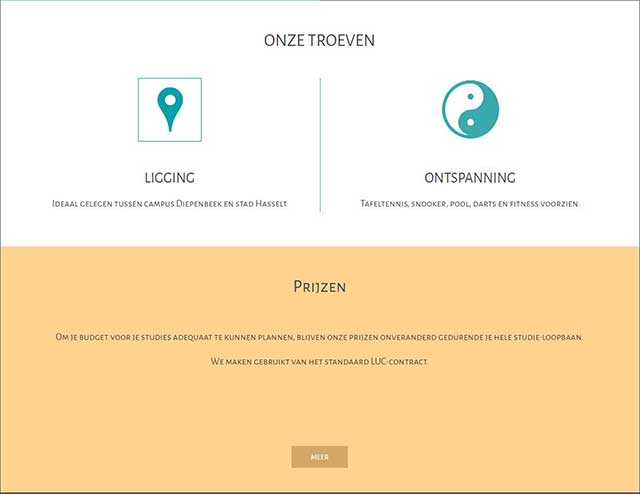 ONZE TROEVEN
LIGGING
Ideaal gelegen tussen campus Diepenbeek en stad Hasselt
ONTSPANNING
Tafeltennis, snooker, pool, darts en fitness voorzien.
Prijzen
Om je budget voor je studies adequaat te kunnen plannen, blijven onze prijzen onveranderd gedurende je hele studie-loopbaan.
We maken gebruikt van het standaard LUC-contract.
MEER